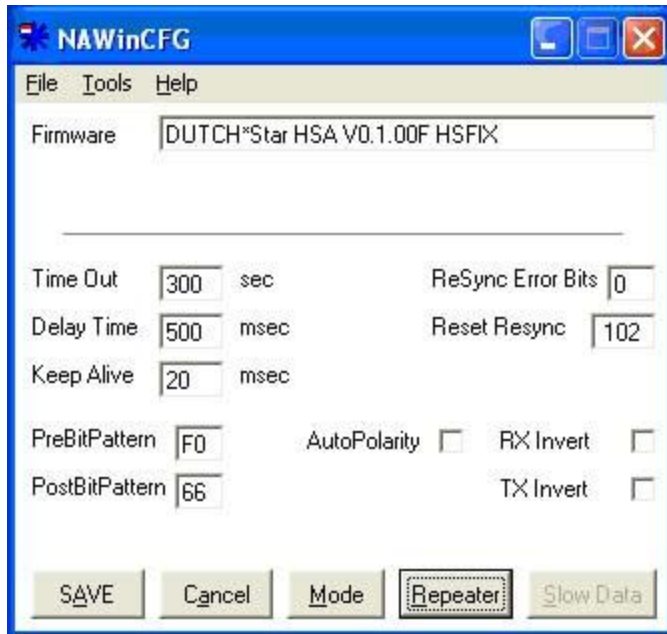 NAWinCFG
File Tools Help
Firmware DUTCH*Star HSA V0.1.00F HSFIX
Time Out 300 sec ReSync Error Bits 0
Delay Time 500 msec Reset Resync 102
Keep Alive 20 msec
PreBitPattern F0 AutoPolarity RX Invert
PostBitPattern 66 TX Invert
SAVE Cancel Mode Repeater Slow Data